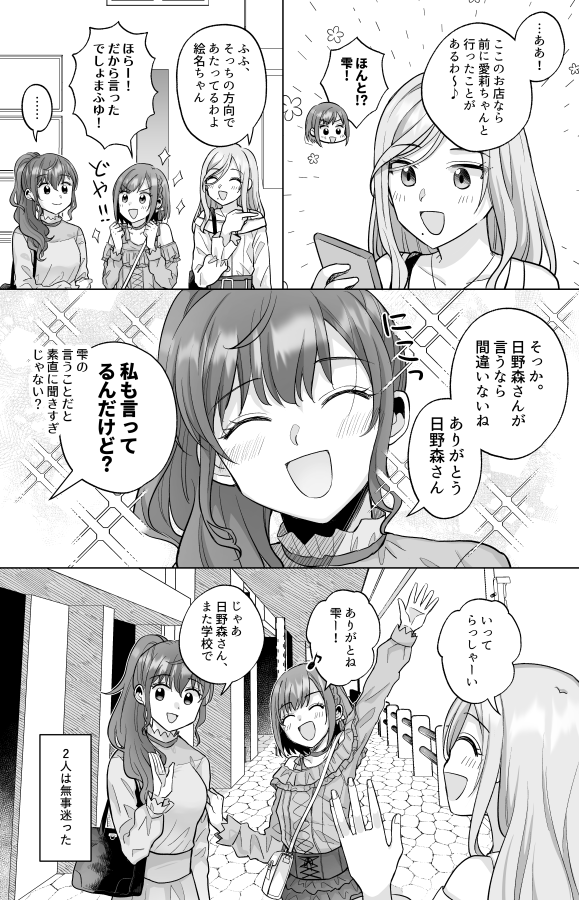 …ああ！
ここのお店なら
前に愛莉ちゃんと
行ったことが
あるわ～♪
ほんと!?
雫！
ふふ、
そっちの方向で
あたってるわよ
絵名ちゃん
ほらー！
だから言った
でしょまふゆ！
じゃ!!
……
そっか。
日野森さんが
言うなら
間違いないね
ありがとう
日野森さん
にこっ
私も言って
るんだけど？
雫の
言うことだと
素直に聞きすぎ
じゃない？
いって
らっしゃーい
ありがとね
雫ー！
じゃあ
日野森さん、
また学校で
2人は無事迷った